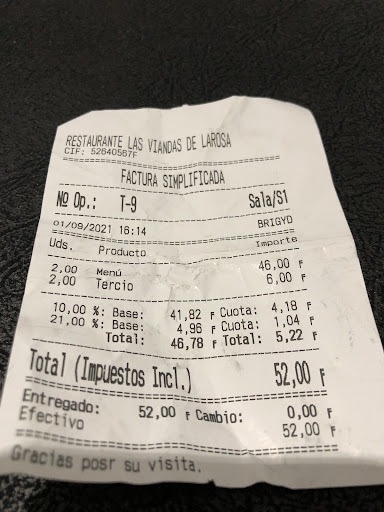 RESTAURANTE LAS VIANDAS DE LAROSA
CIF: 52640567F
FACTURA SIMPLIFICADA
Nº Op.: T-9 Sala/S1
01/09/2021 16:14 BRIGYD
Uds. Producto Importe
2,00 Menú 46,00 F
2,00 Tercio 6,00 F
10,00 %: Base: 41,82 F Cuota: 4,18 F
21,00 %: Base: 4,96 F Cuota: 1,04 F
Total: 46,78 F Total: 5,22 F
Total (Impuestos Incl.) 52,00 F
Entregado: 52,00 F Cambio: 0,00 F
Efectivo 52,00 F
Gracias posr su visita.